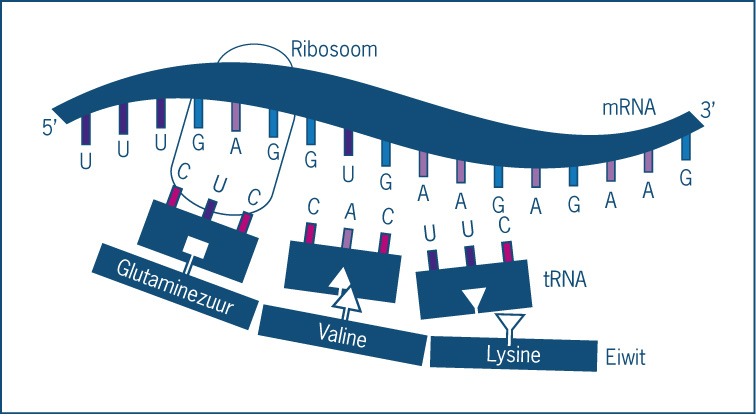 Ribosoom
mRNA
5’
3’
U U U G A G G U G A A G A G A A G
C U C
C A C
U U C
tRNA
Glutaminezuur
Valine
Lysine
Eiwit